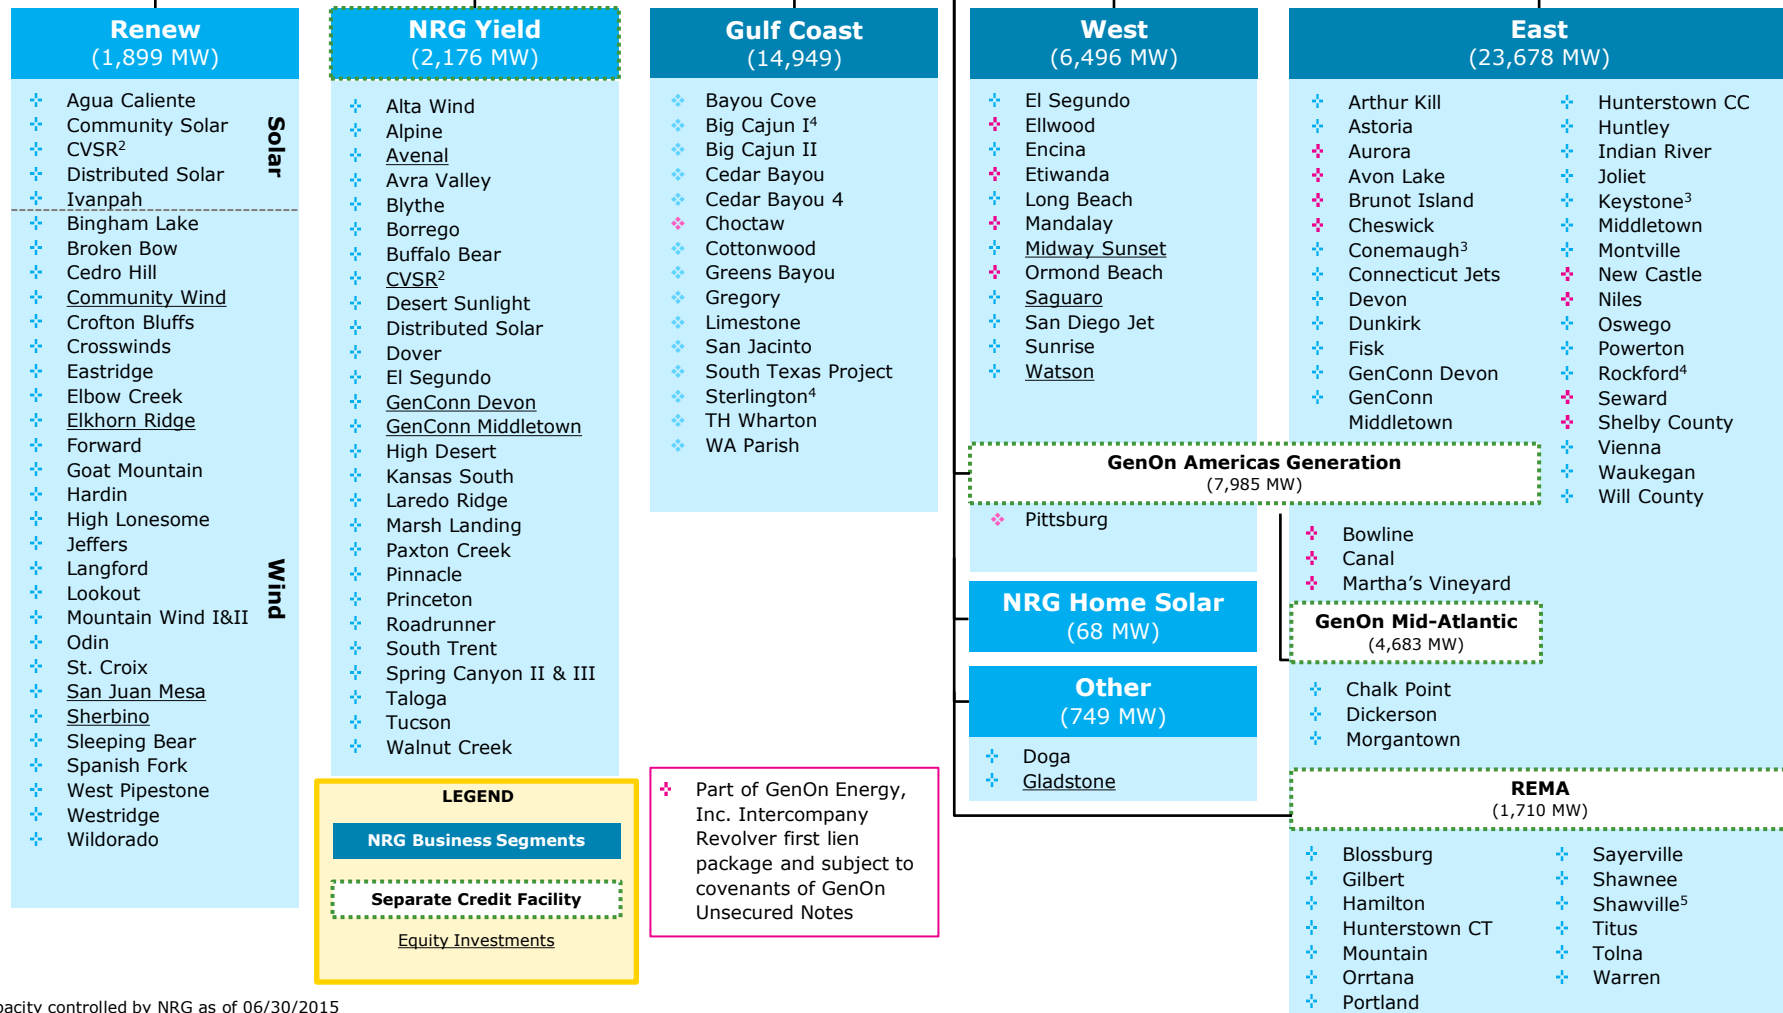 Renew
(1,899 MW)
Agua Caliente
Community Solar
CVSR2
Distributed Solar
Ivanpah
Solar
Bingham Lake
Broken Bow
Cedro Hill
Community Wind
Crofton Bluffs
Crosswinds
Eastridge
Elbow Creek
Elkhorn Ridge
Forward
Goat Mountain
Hardin
High Lonesome
Jeffers
Langford
Lookout
Mountain Wind I&II
Odin
St. Croix
San Juan Mesa
Sherbino
Sleeping Bear
Spanish Fork
West Pipestone
Westridge
Wildorado
Wind
NRG Yield
(2,176 MW)
Alta Wind
Alpine
Avenal
Avra Valley
Blythe
Borrego
Buffalo Bear
CVSR2
Desert Sunlight
Distributed Solar
Dover
El Segundo
GenConn Devon
GenConn Middletown
High Desert
Kansas South
Laredo Ridge
Marsh Landing
Paxton Creek
Pinnacle
Princeton
Roadrunner
South Trent
Spring Canyon II & III
Taloga
Tucson
Walnut Creek
LEGEND
NRG Business Segments
Separate Credit Facility
Equity Investments
Gulf Coast
(14,949)
Bayou Cove
Big Cajun I4
Big Cajun II
Cedar Bayou
Cedar Bayou 4
Choctaw
Cottonwood
Greens Bayou
Gregory
Limestone
San Jacinto
South Texas Project
Sterlington4
TH Wharton
WA Parish
Part of GenOn Energy,
Inc. Intercompany
Revolver first lien
package and subject to
covenants of GenOn
Unsecured Notes
West
(6,496 MW)
El Segundo
Ellwood
Encina
Etiwanda
Long Beach
Mandalay
Midway Sunset
Ormond Beach
Saguaro
San Diego Jet
Sunrise
Watson
GenOn Americas Generation
(7,985 MW)
Pittsburg
NRG Home Solar
(68 MW)
Other
(749 MW)
Doga
Gladstone
East
(23,678 MW)
Arthur Kill
Astoria
Aurora
Avon Lake
Brunot Island
Cheswick
Conemaugh3
Connecticut Jets
Devon
Dunkirk
Fisk
GenConn Devon
GenConn
Middletown
Hunterstown CC
Huntley
Indian River
Joliet
Keystone3
Middletown
Montville
New Castle
Niles
Oswego
Powerton
Rockford4
Seward
Shelby County
Vienna
Waukegan
Will County
Bowline
Canal
Martha's Vineyard
GenOn Mid-Atlantic
(4,683 MW)
Chalk Point
Dickerson
Morgantown
REMA
(1,710 MW)
Blossburg
Gilbert
Hamilton
Hunterstown CT
Mountain
Orrtana
Portland
Sayerville
Shawnee
Shawville5
Titus
Tolna
Warren
pacity controlled by NRG as of 06/30/2015